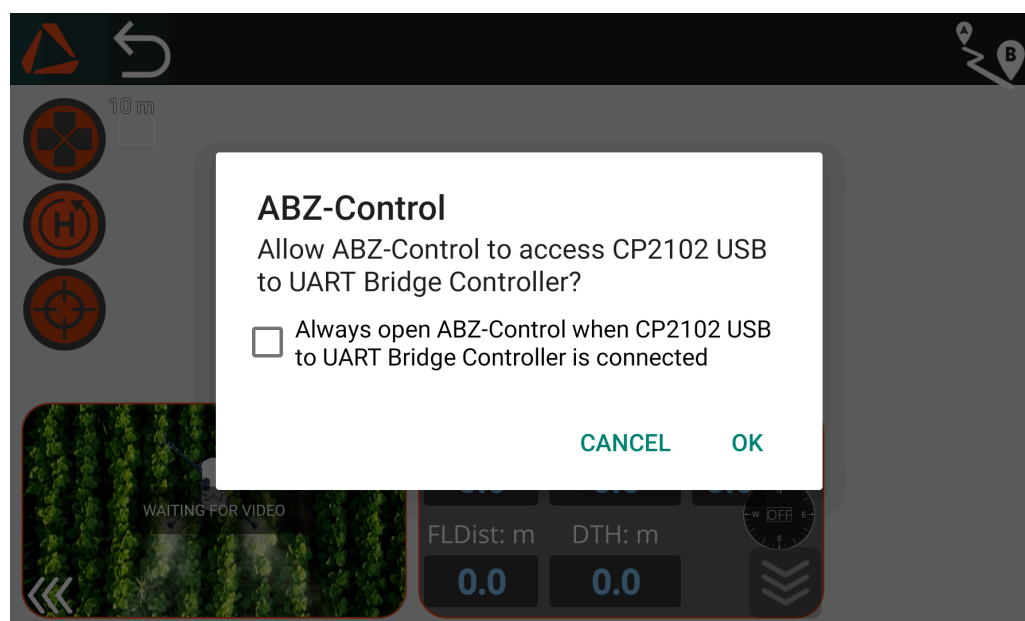 A
B
10 m
H
ABZ-Control
Allow ABZ-Control to access CP2102 USB
to UART Bridge Controller?
Always open ABZ-Control when CP2102 USB
to UART Bridge Controller is connected
CANCEL OK
WAITING FOR VIDEO
N
W OFF E
S
FLDist: m DTH: m
0.0 0.0